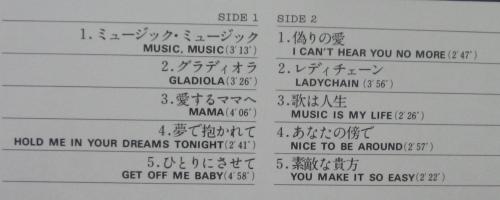 SIDE 1
1.ミュージック・ミュージック
MUSIC, MUSIC(3'13")
2.グラディオラ
GLADIOLA(3'26")
3.愛するママへ
MAMA(4'06")
4.夢で抱かれて
HOLD ME IN YOUR DREAMS TONIGHT(2'41")
5.ひとりにさせて
GET OFF ME BABY(4'58")
SIDE 2
1.偽りの愛
I CAN'T HEAR YOU NO MORE(2'47")
2.レディチェーン
LADYCHAIN(3'56")
3.歌は人生
MUSIC IS MY LIFE(2'26")
4.あなたの傍で
NICE TO BE AROUND(2'57")
5.素敵な貴方
YOU MAKE IT SO EASY(2'22")